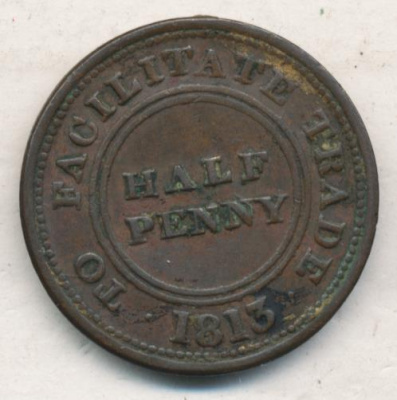 TO FACILITATE TRADE
HALF
PENNY
1813